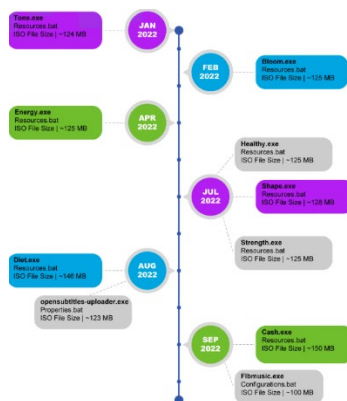 Tone.exe
Resources.bat
ISO File Size | ~124 MB
JAN
2022
FEB
2022
Bloom.exe
Resources.bat
ISO File Size | ~125 MB
Energy.exe
Resources.bat
ISO File Size | ~125 MB
APR
2022
Healthy.exe
Resources.bat
ISO File Size | ~125 MB
JUL
2022
Shape.exe
Resources.bat
ISO File Size | ~128 MB
Strength.exe
Resources.bat
ISO File Size | ~125 MB
Diet.exe
Resources.bat
ISO File Size | ~146 MB
AUG
2022
opensubtitles-uploader.exe
Properties.bat
ISO File Size | ~123 MB
SEP
2022
Cash.exe
Resources.bat
ISO File Size | ~150 MB
Flbmusic.exe
Configurations.bat
ISO File Size | ~100 MB